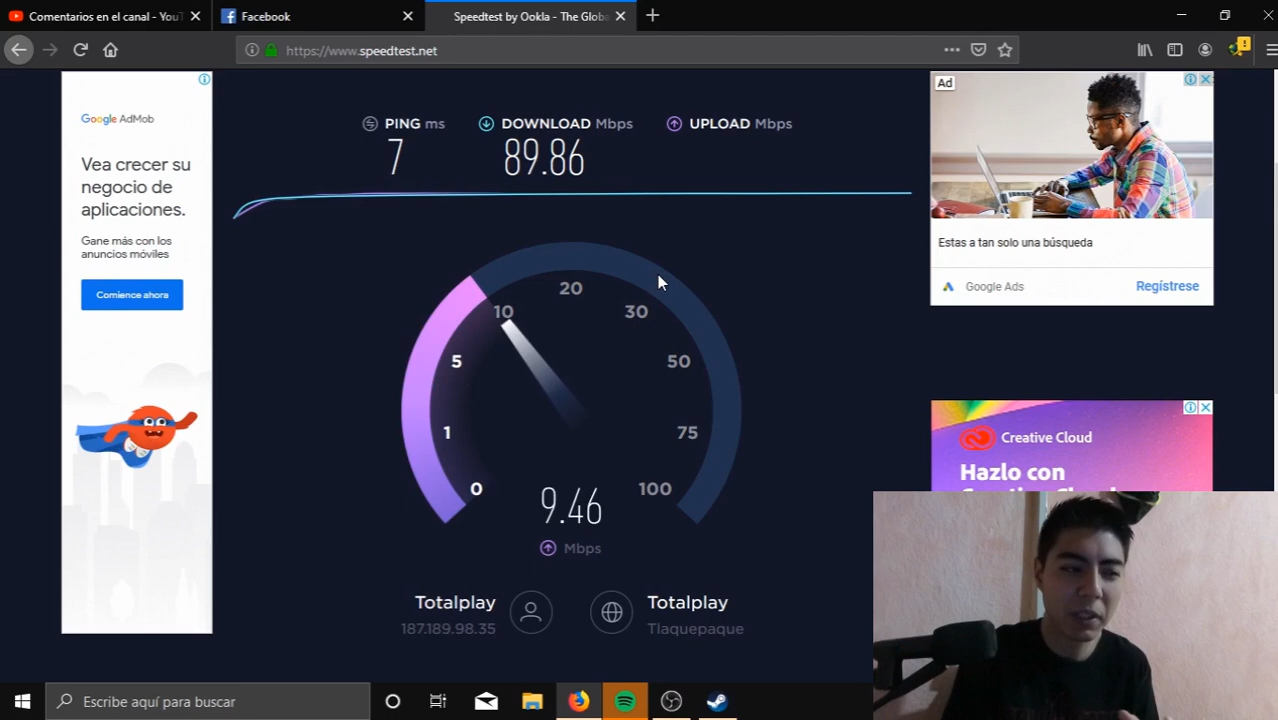 Comentarios en el canal - YouT
Facebook
Speedtest by Ookla - The Globa
https://www.speedtest.net
Google AdMob
Vea crecer su
negocio de
aplicaciones.
Gane más con los
anuncios móviles
Comience ahora
PING ms
7
DOWNLOAD Mbps
89.86
UPLOAD Mbps
0
1
5
10
20
30
50
75
100
9.46
Mbps
Totalplay
187.189.98.35
Totalplay
Tlaquepaque
Ad
Estas a tan solo una búsqueda
Google Ads
Regístrese
Creative Cloud
Hazlo con
Escribe aquí para buscar